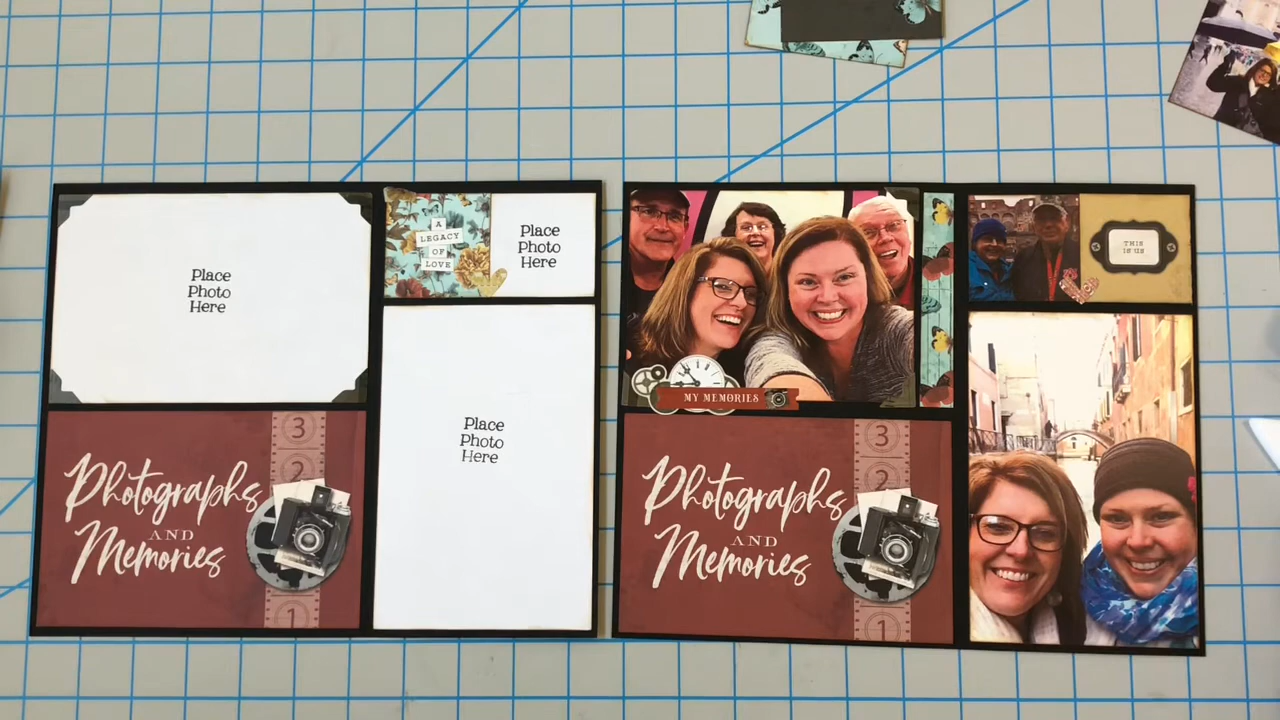 Place
Photo
Here
A
LEGACY
OF
LOVE
Place
Photo
Here
Place
Photo
Here
3
2
1
Photographs
AND
Memories
MY MEMORIES
THIS
IS US
3
2
1
Photographs
AND
Memories